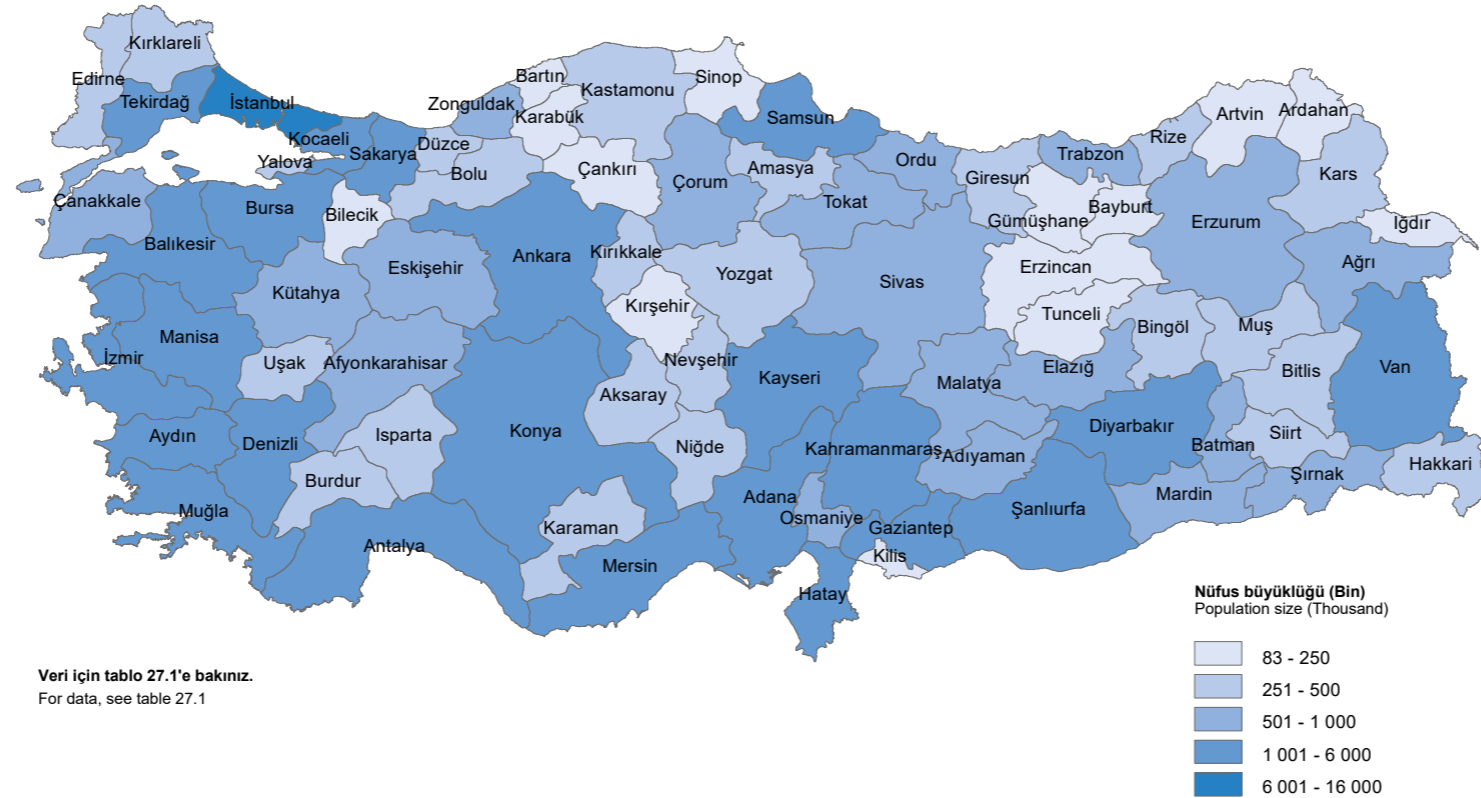 Kırklareli
Edirne
Tekirdağ
İstanbul
Kocaeli
Yalova
Sakarya
Düzce
Bolu
Zonguldak
Bartın
Karabük
Kastamonu
Sinop
Çankırı
Samsun
Çorum
Amasya
Tokat
Ordu
Giresun
Gümüşhane
Trabzon
Bayburt
Rize
Artvin
Ardahan
Kars
Iğdır
Erzurum
Ağrı
Çanakkale
Balıkesir
Bursa
Bilecik
Eskişehir
Kütahya
Ankara
Kırıkkale
Kırşehir
Yozgat
Sivas
Erzincan
Tunceli
Bingöl
Muş
Bitlis
Van
Manisa
İzmir
Uşak
Afyonkarahisar
Nevşehir
Aksaray
Kayseri
Malatya
Elazığ
Aydın
Denizli
Isparta
Burdur
Konya
Niğde
Kahramanmaraş
Adıyaman
Diyarbakır
Batman
Siirt
Hakkari
Şırnak
Mardin
Şanlıurfa
Muğla
Antalya
Karaman
Mersin
Adana
Osmaniye
Gaziantep
Kilis
Hatay
Nüfus büyüklüğü (Bin)
Population size (Thousand)
83 - 250
251 - 500
501 - 1 000
1 001 - 6 000
6 001 - 16 000
Veri için tablo 27.1'e bakınız.
For data, see table 27.1